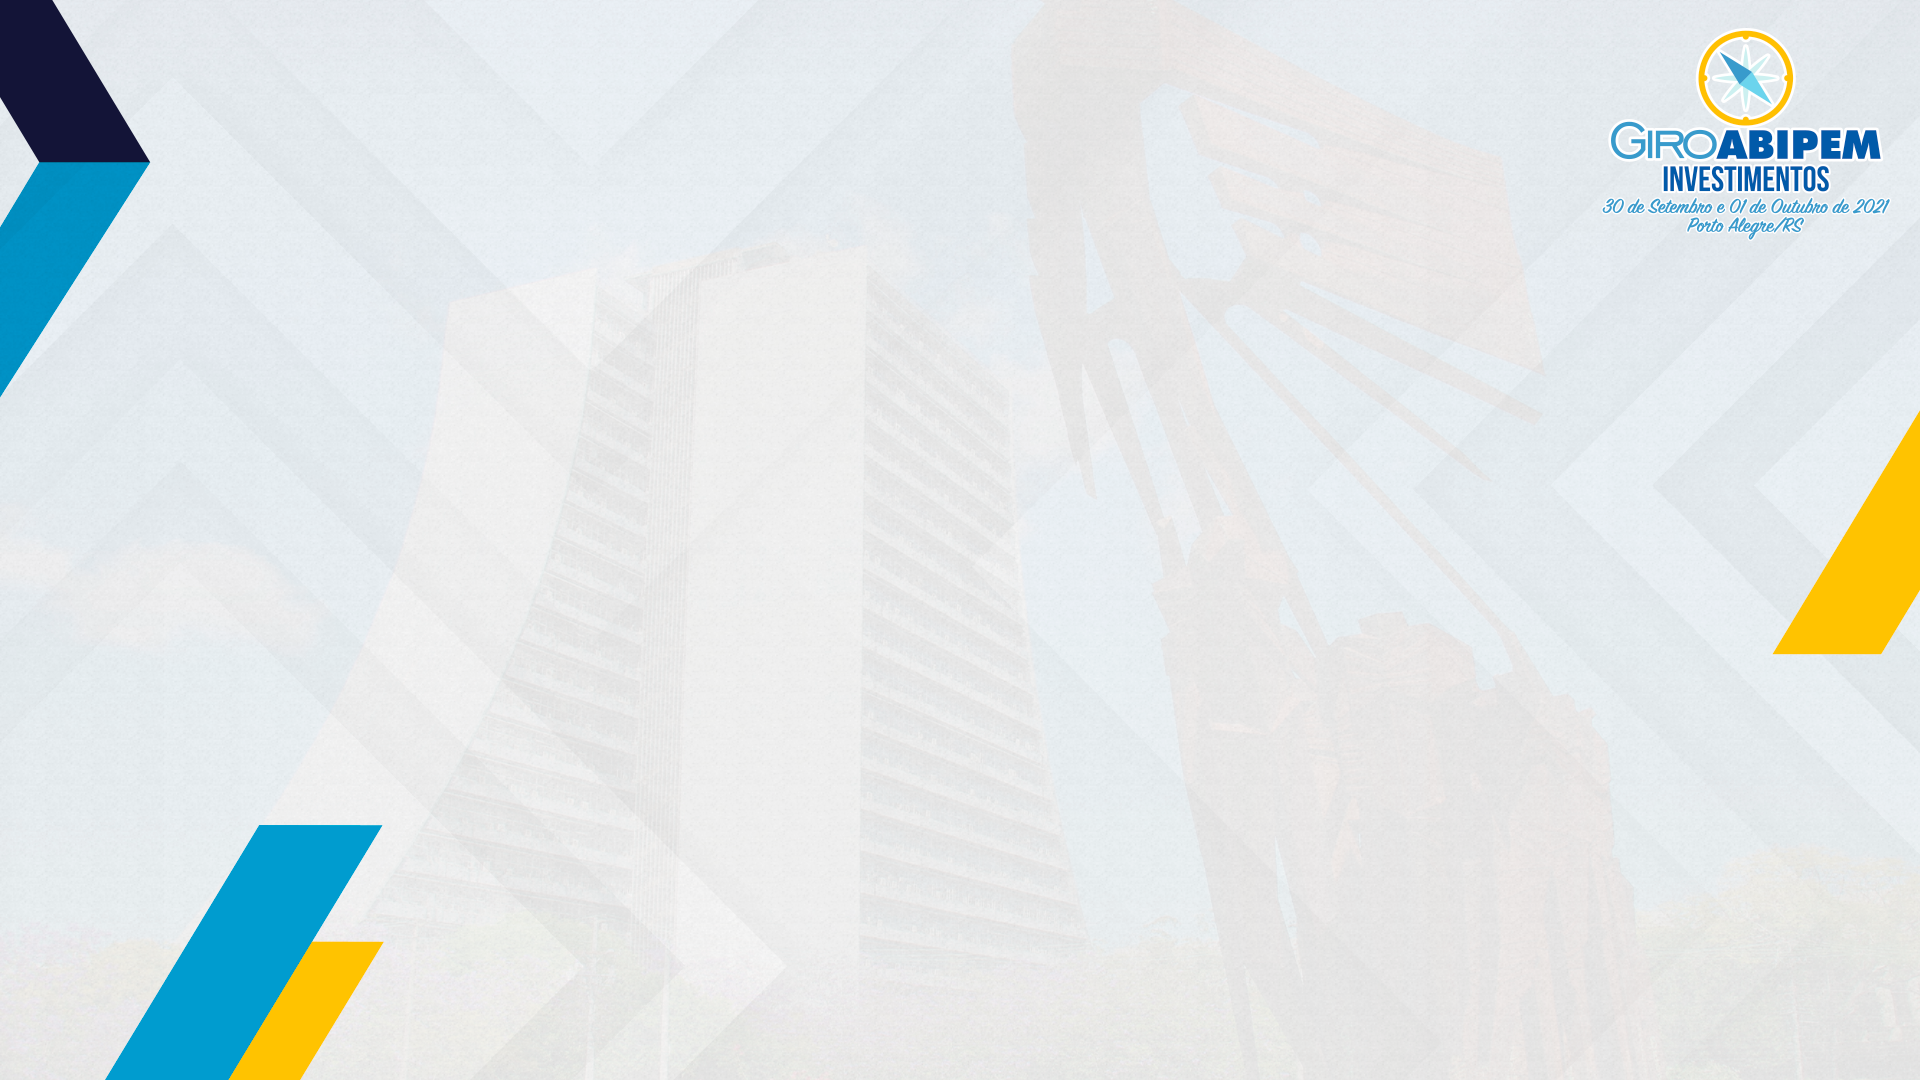 GIROABIPEM
INVESTIMENTOS
30 de Setembro e 01 de Outubro de 2021
Porto Alegre/RS